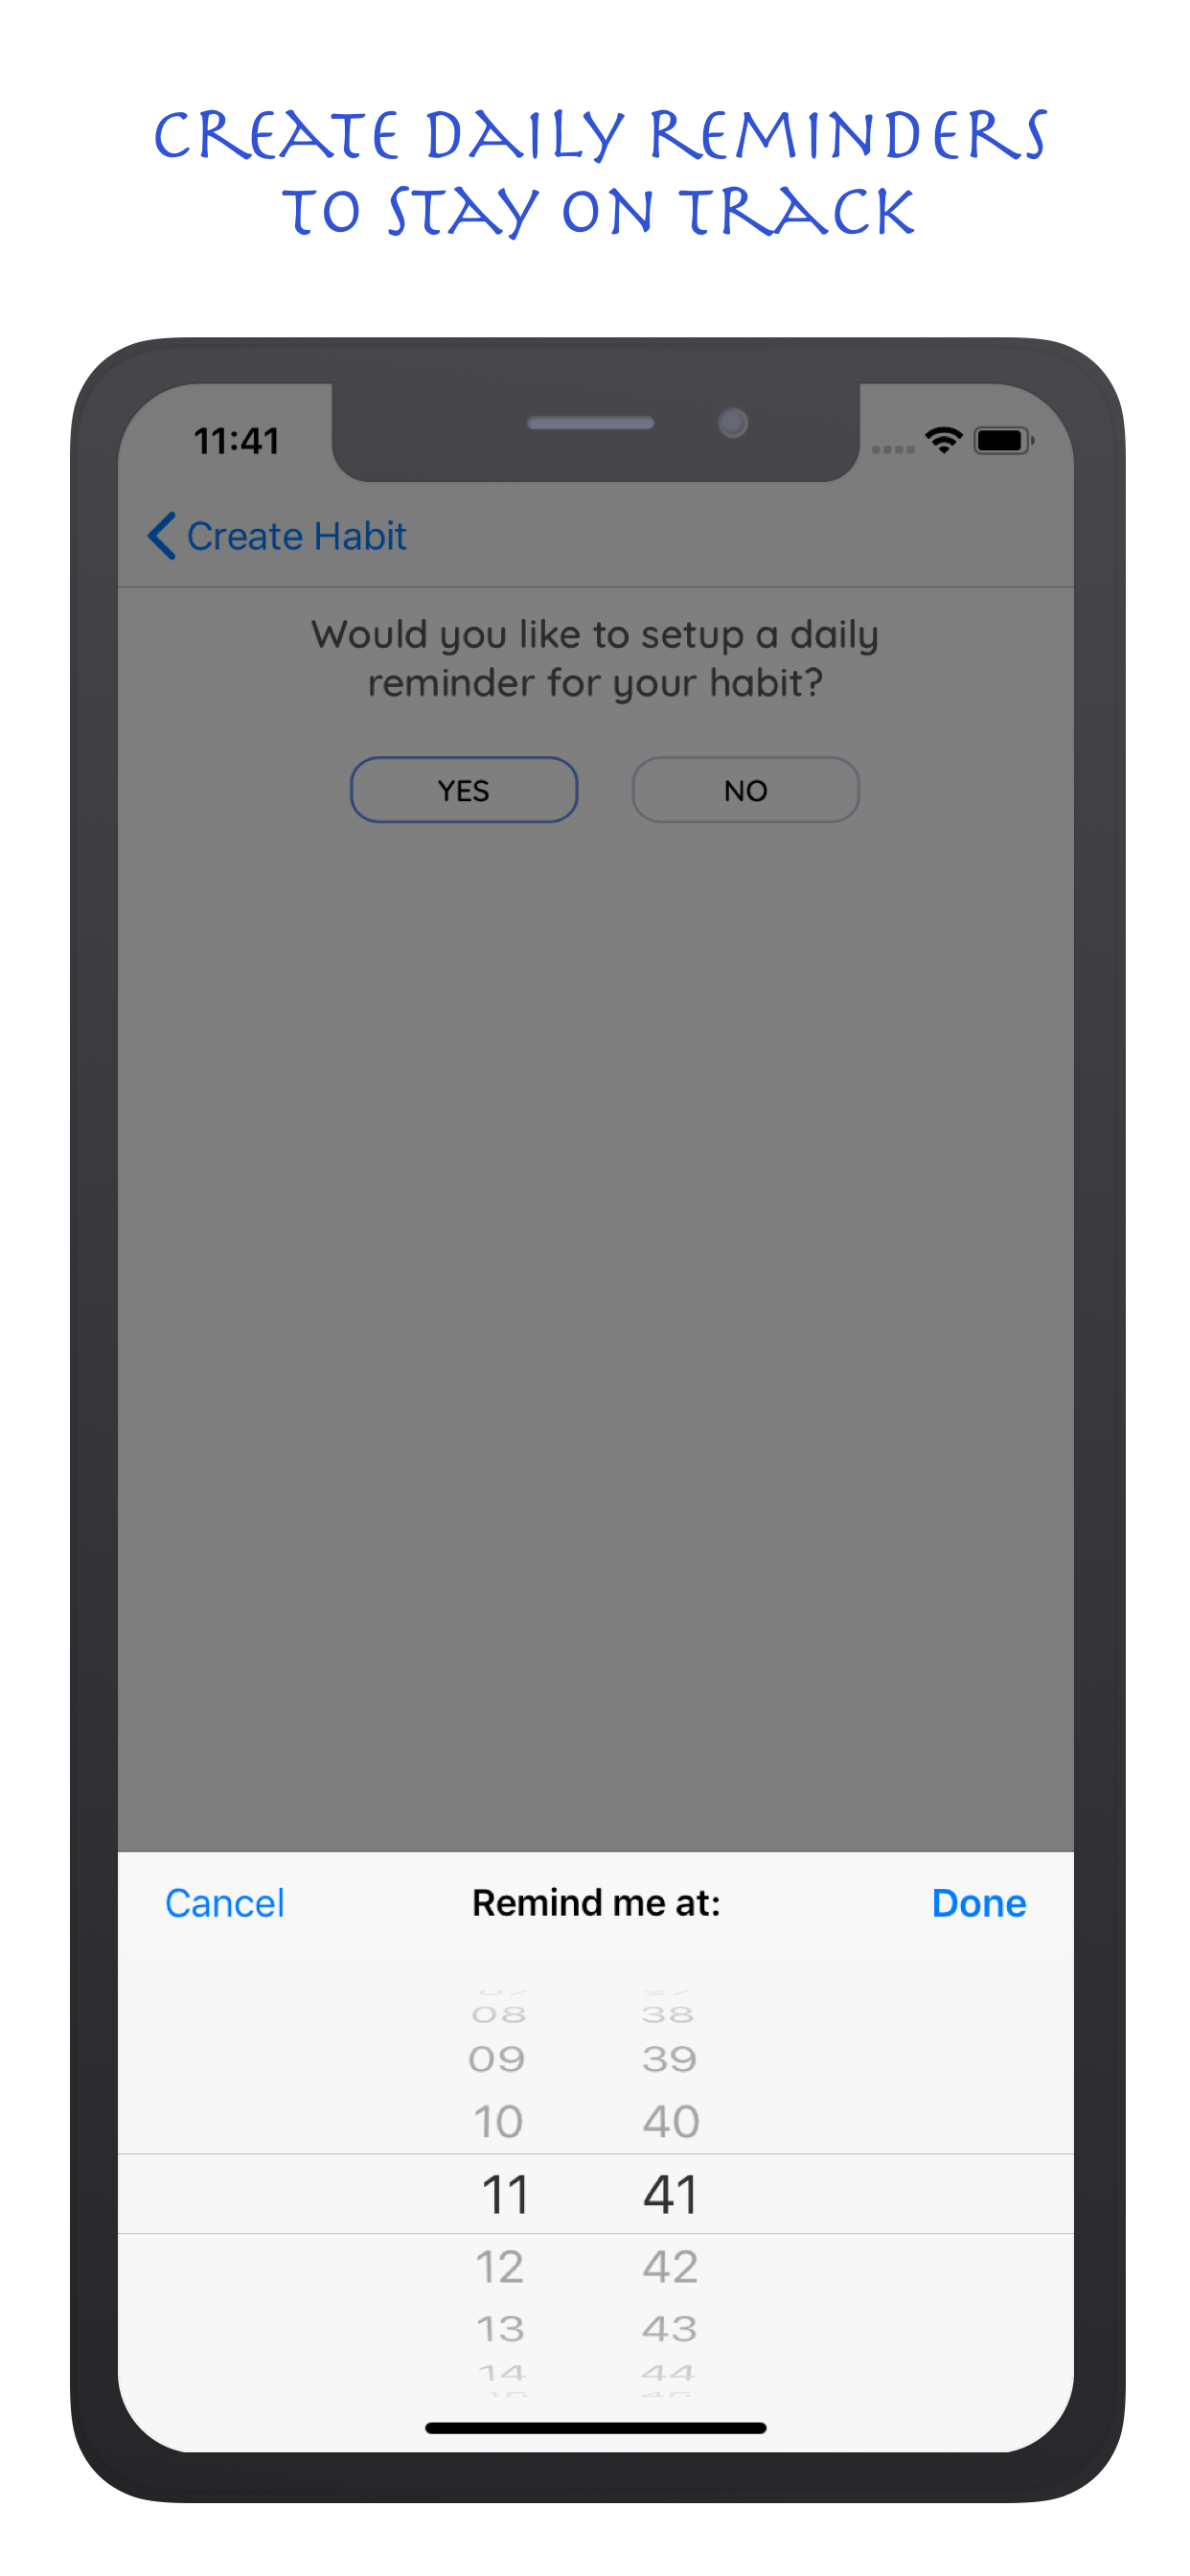 CREATE DAILY REMINDERS
TO STAY ON TRACK
11:41
Create Habit
Would you like to setup a daily
reminder for your habit?
YES NO
Cancel Remind me at: Done
08 38
09 39
10 40
11 41
12 42
13 43
14 44